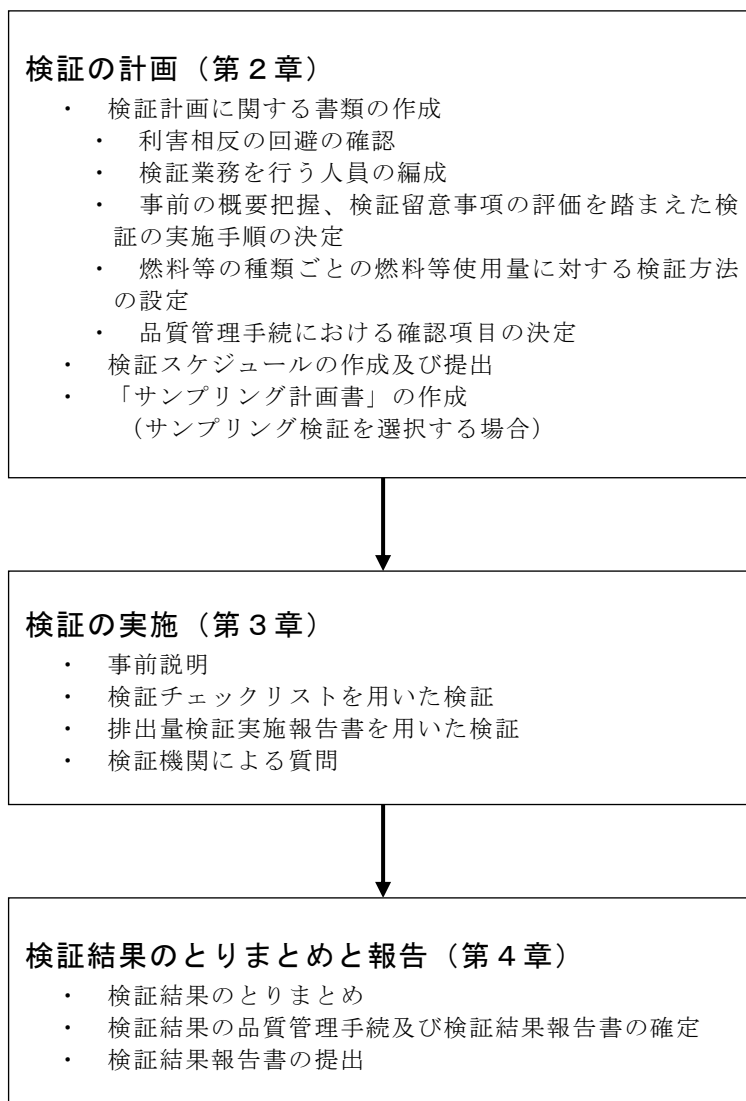 検証の計画（第２章）
・　検証計画に関する書類の作成
・　利害相反の回避の確認
・　検証業務を行う人員の編成
・　事前の概要把握、検証留意事項の評価を踏まえた検
証の実施手順の決定
・　燃料等の種類ごとの燃料等使用量に対する検証方法
の設定
・　品質管理手続における確認項目の決定
・　検証スケジュールの作成及び提出
・　「サンプリング計画書」の作成
（サンプリング検証を選択する場合）
検証の実施（第３章）
・　事前説明
・　検証チェックリストを用いた検証
・　排出量検証実施報告書を用いた検証
・　検証機関による質問
検証結果のとりまとめと報告（第４章）
・　検証結果のとりまとめ
・　検証結果の品質管理手続及び検証結果報告書の確定
・　検証結果報告書の提出